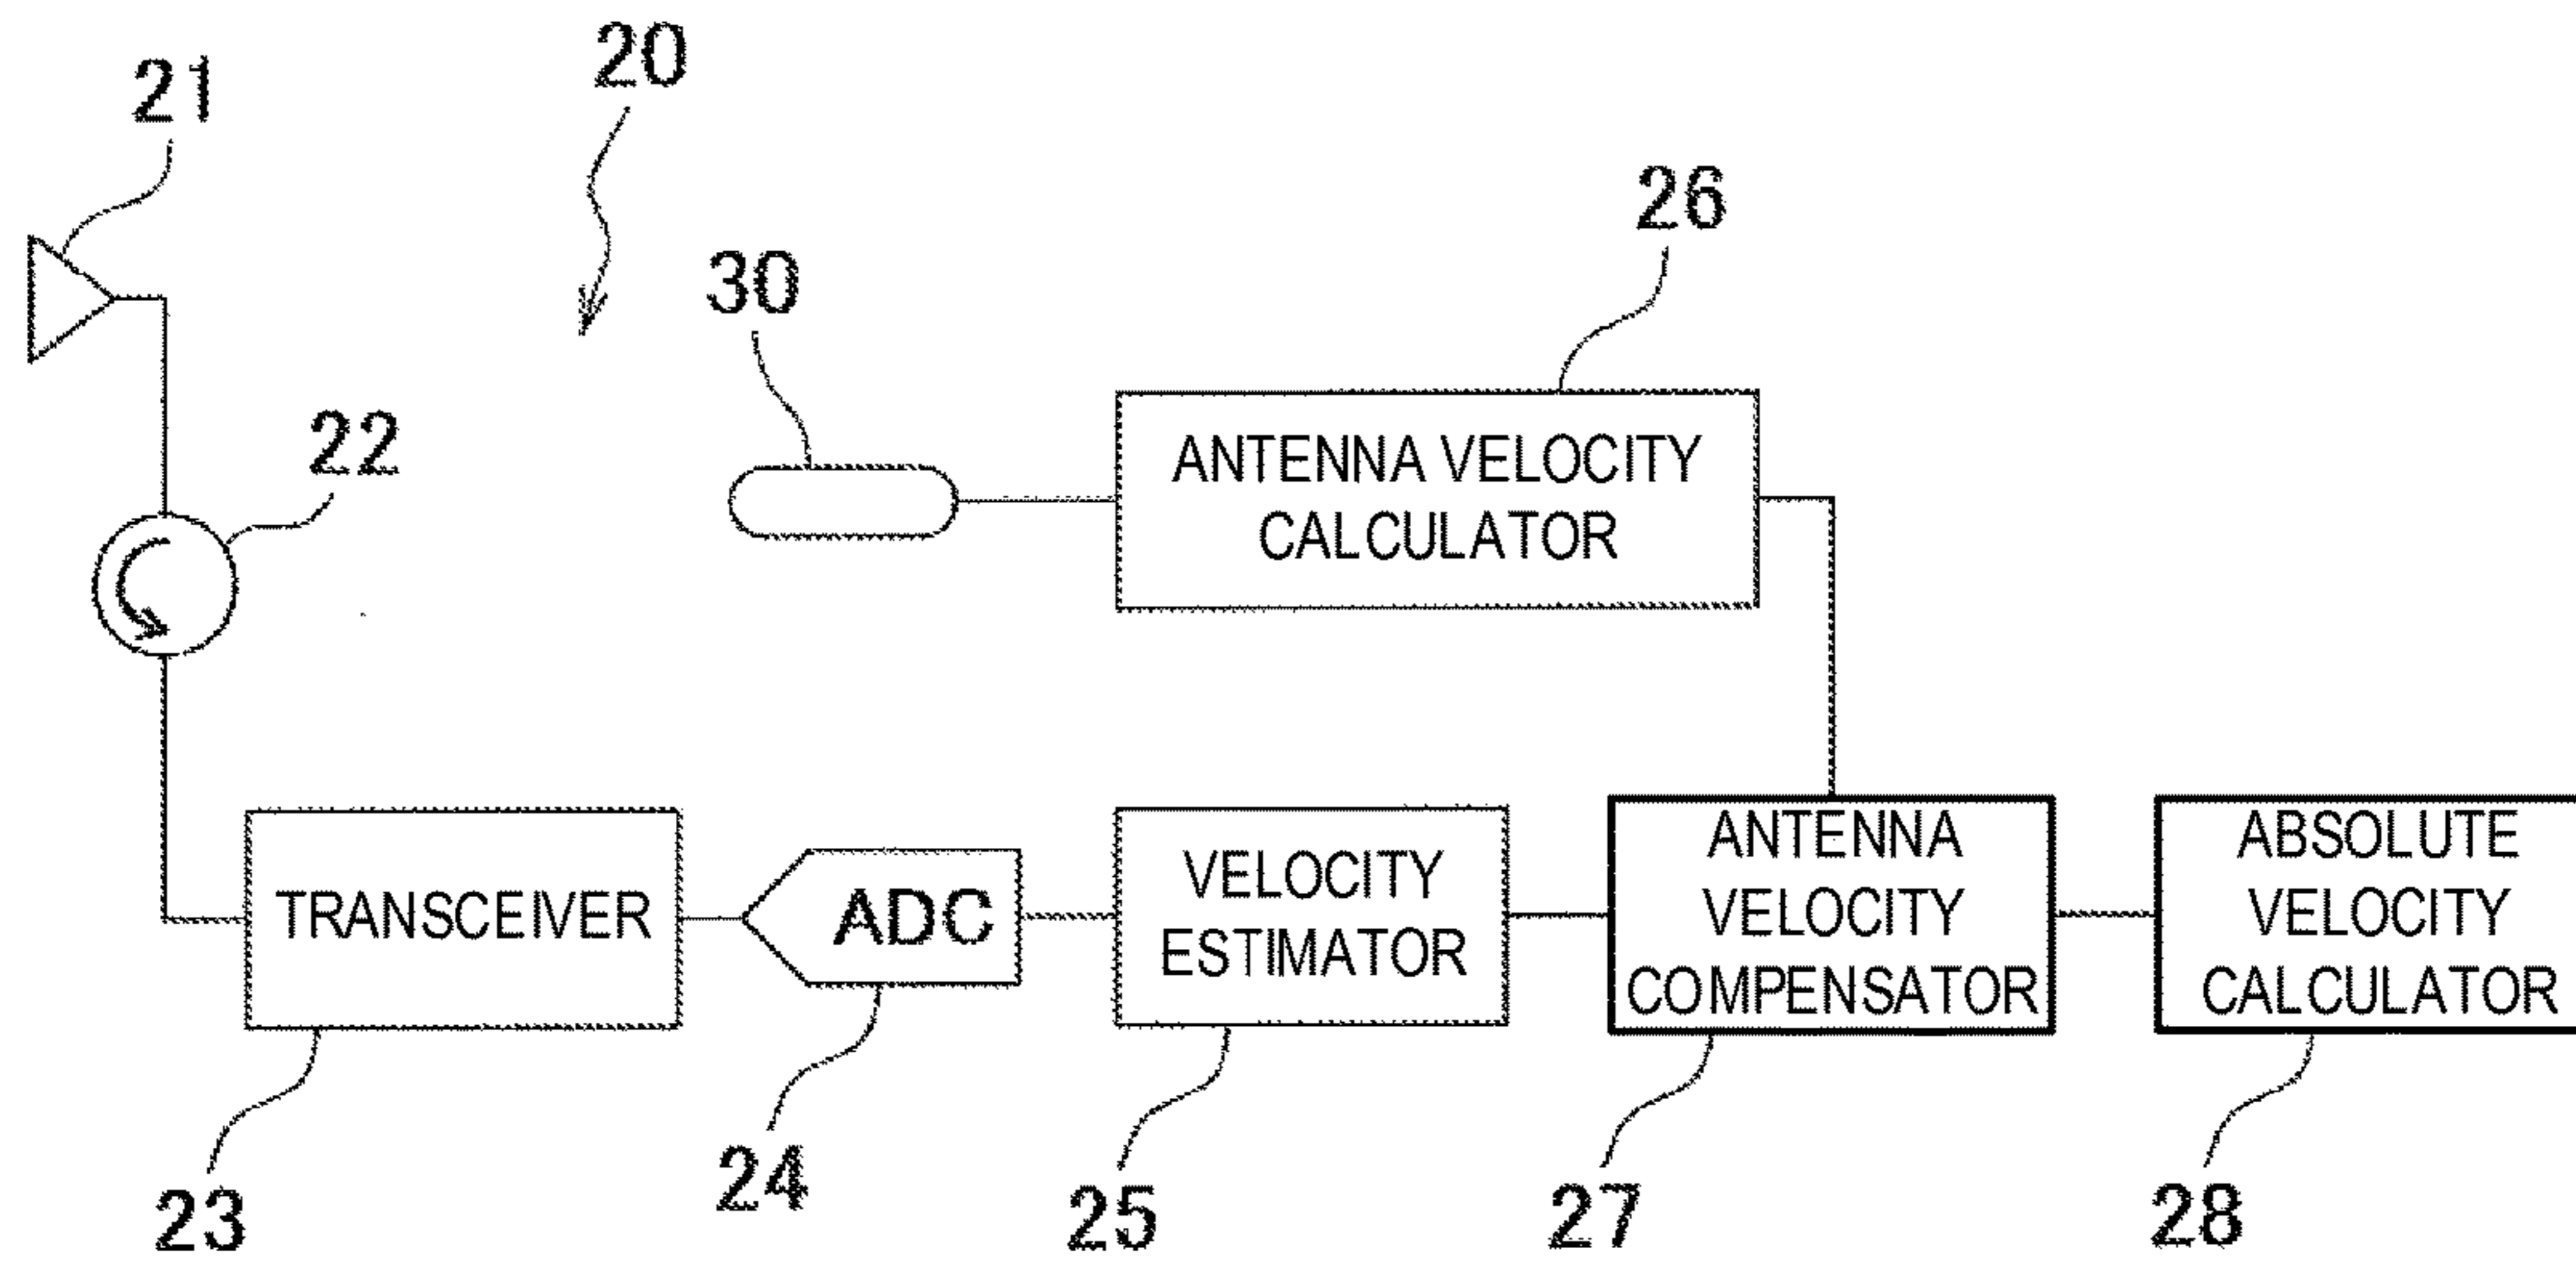 20
21
26
30
ANTENNA VELOCITY
CALCULATOR
22
TRANSCEIVER
ADC
VELOCITY
ESTIMATOR
ANTENNA
VELOCITY
COMPENSATOR
ABSOLUTE
VELOCITY
CALCULATOR
23
24
25
27
28